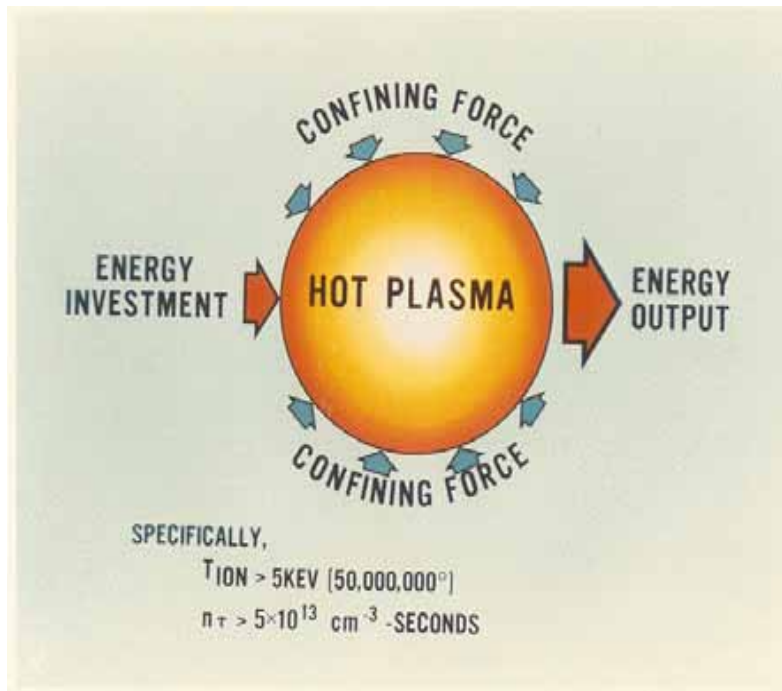 CONFINING FORCE
ENERGY
INVESTMENT
HOT PLASMA
ENERGY
OUTPUT
CONFINING FORCE
SPECIFICALLY,
TION > 5KEV (50,000,000°)
nτ > 5×10¹³ cm⁻³ -SECONDS